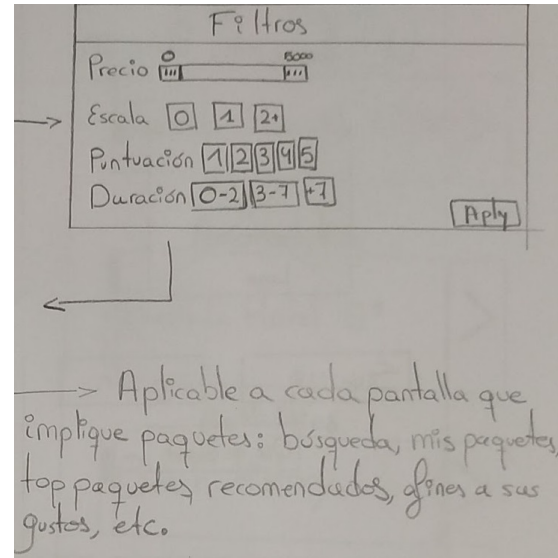 Filtros
0 5000
Precio
Escala 0 1 2+
Puntuación 1 2 3 4 5
Duración 0-2 3-7 +7
Aply
Aplicable a cada pantalla que
implique paquetes: búsqueda, mis paquetes,
top paquetes, recomendados, afines a sus
gustos, etc.